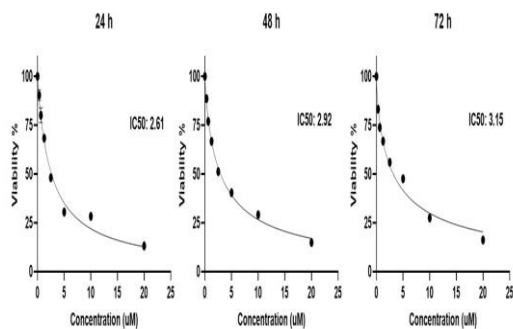 24 h
48 h
72 h
Viability %
100
75
50
25
0
IC50: 2.61
0 5 10 15 20 25
Concentration (uM)
Viability %
100
75
50
25
0
IC50: 2.92
0 5 10 15 20 25
Concentration (uM)
Viability %
100
75
50
25
0
IC50: 3.15
0 5 10 15 20 25
Concentration (uM)